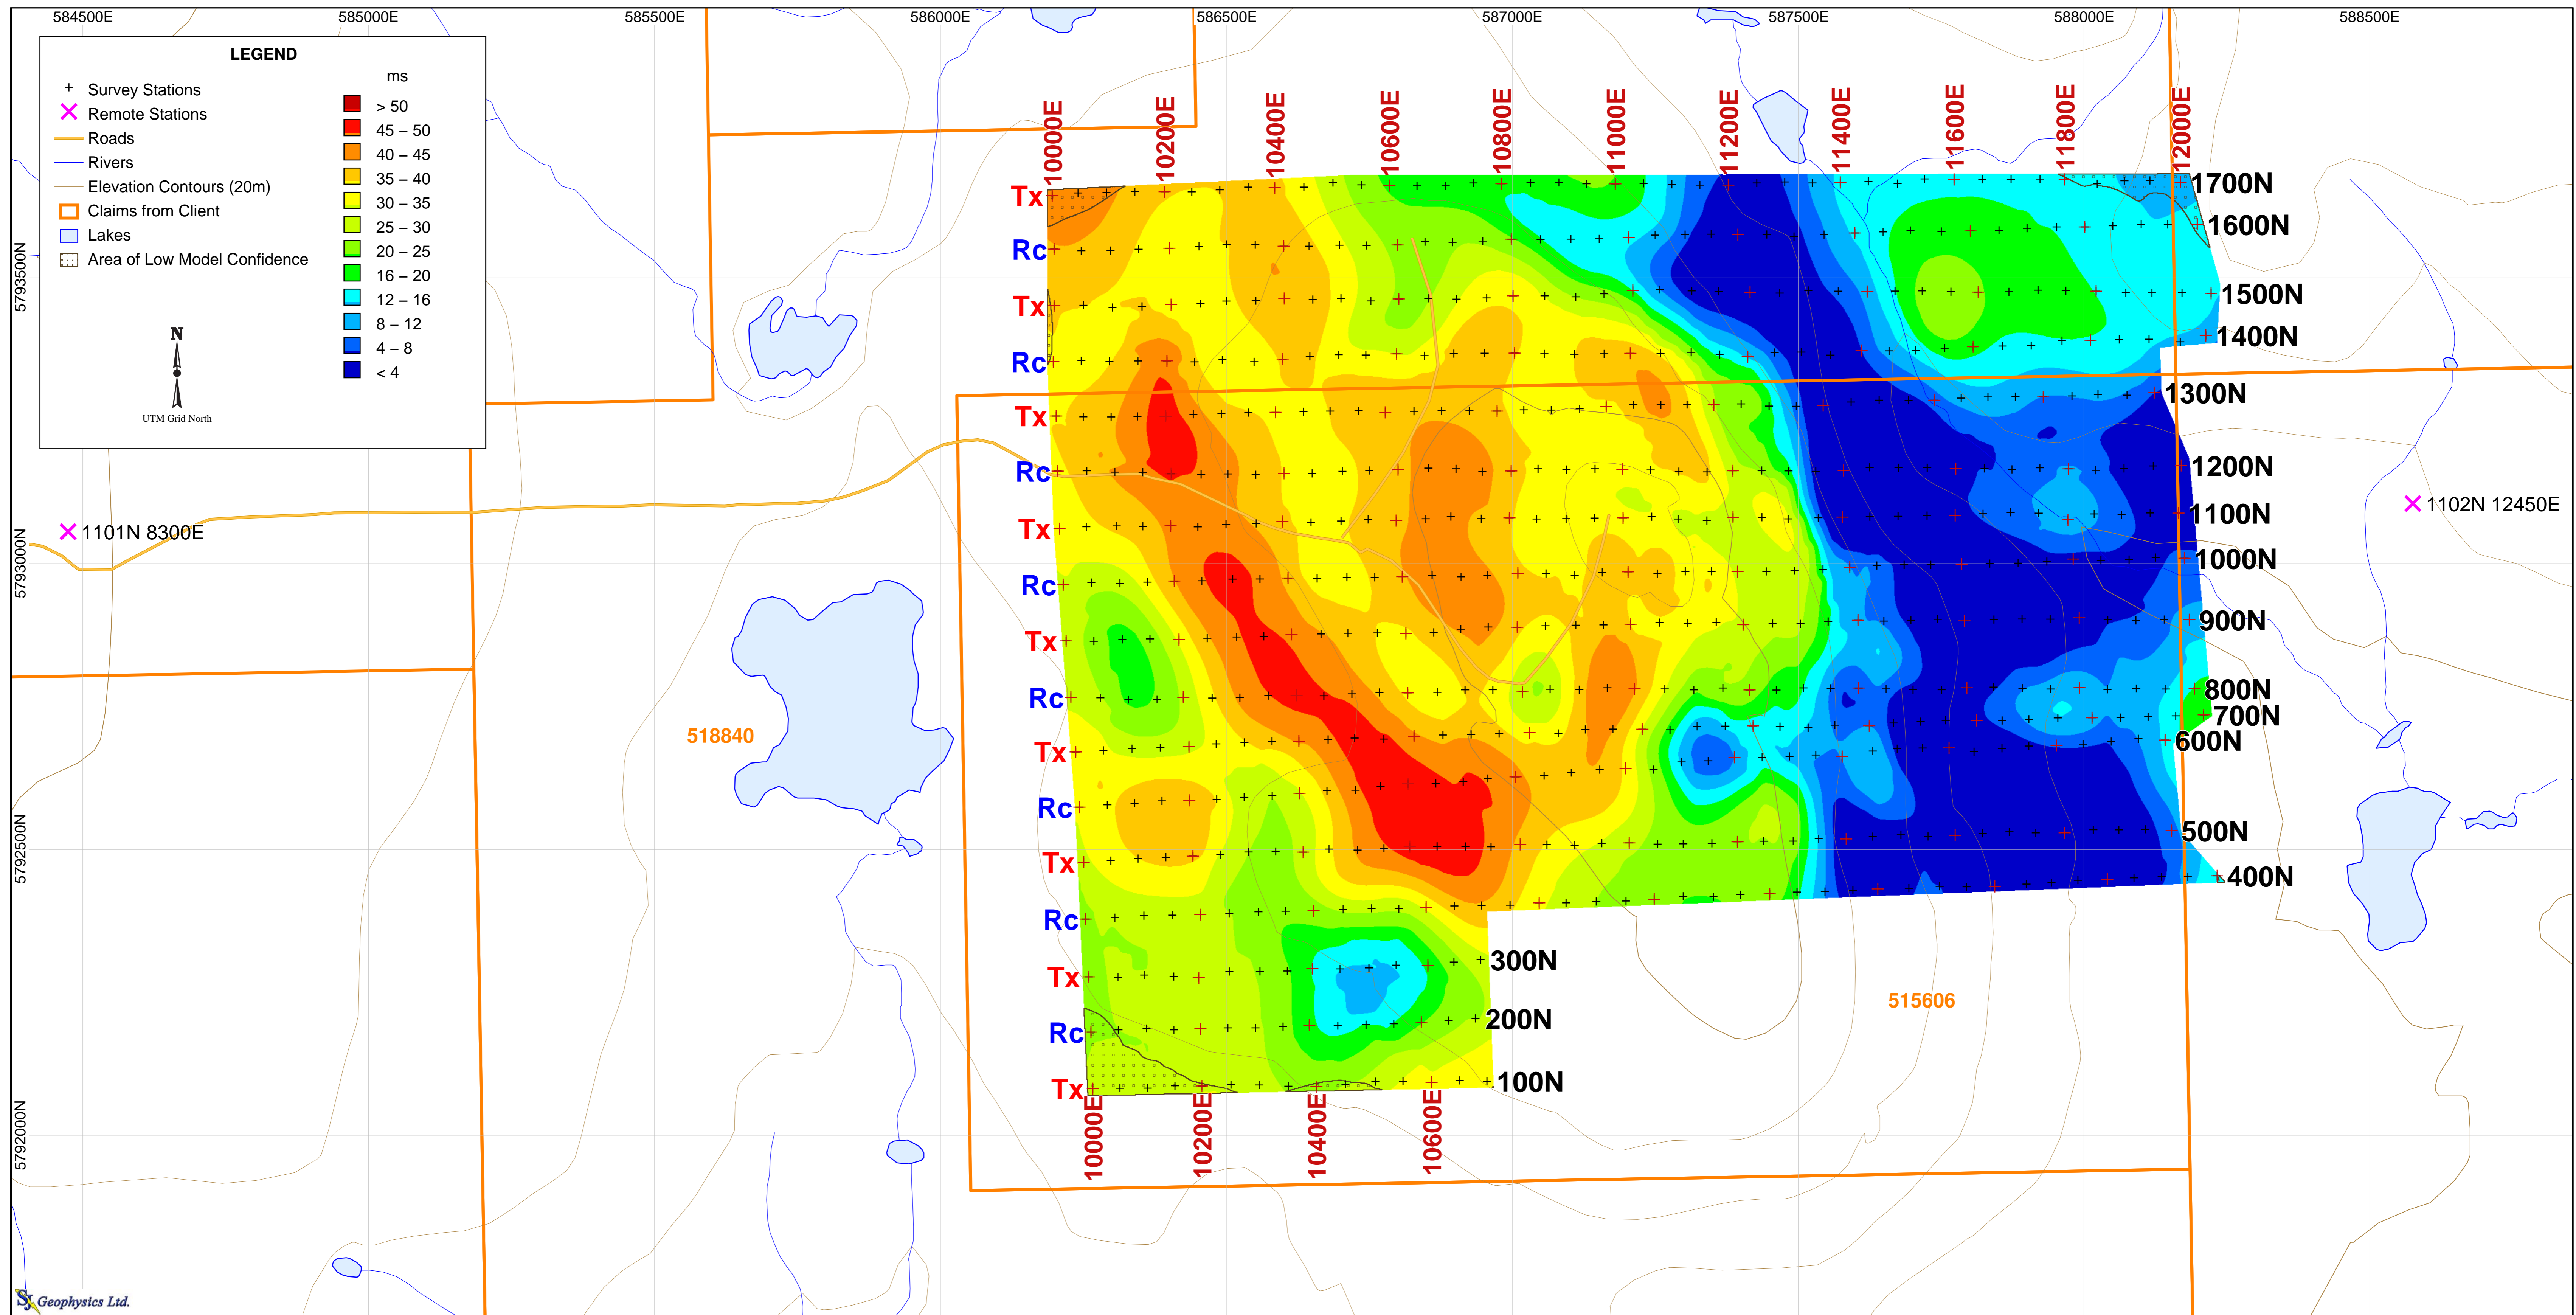 584500E 585000E 585500E 586000E 586500E 587000E 587500E 588000E 588500E
LEGEND
ms
Survey Stations
Remote Stations
Roads
Rivers
Elevation Contours (20m)
Claims from Client
Lakes
Area of Low Model Confidence
> 50
45 – 50
40 – 45
35 – 40
30 – 35
25 – 30
20 – 25
16 – 20
12 – 16
8 – 12
4 – 8
< 4
N
UTM Grid North
10000E 10200E 10400E 10600E 10800E 11000E 11200E 11400E 11600E 11800E 12000E
Tx 1700N
Rc 1600N
5793500N
Tx 1500N
Rc 1400N
Tx 1300N
Rc 1200N
1101N 8300E
1102N 12450E
Tx 1100N
5793000N
Rc 1000N
Tx 900N
Rc 800N
518840
Tx 700N
Rc 600N
5792500N
Tx 500N
Rc 400N
Tx 300N
515606
Rc 200N
Tx 100N
5792000N
10000E 10200E 10400E 10600E
SJ Geophysics Ltd.